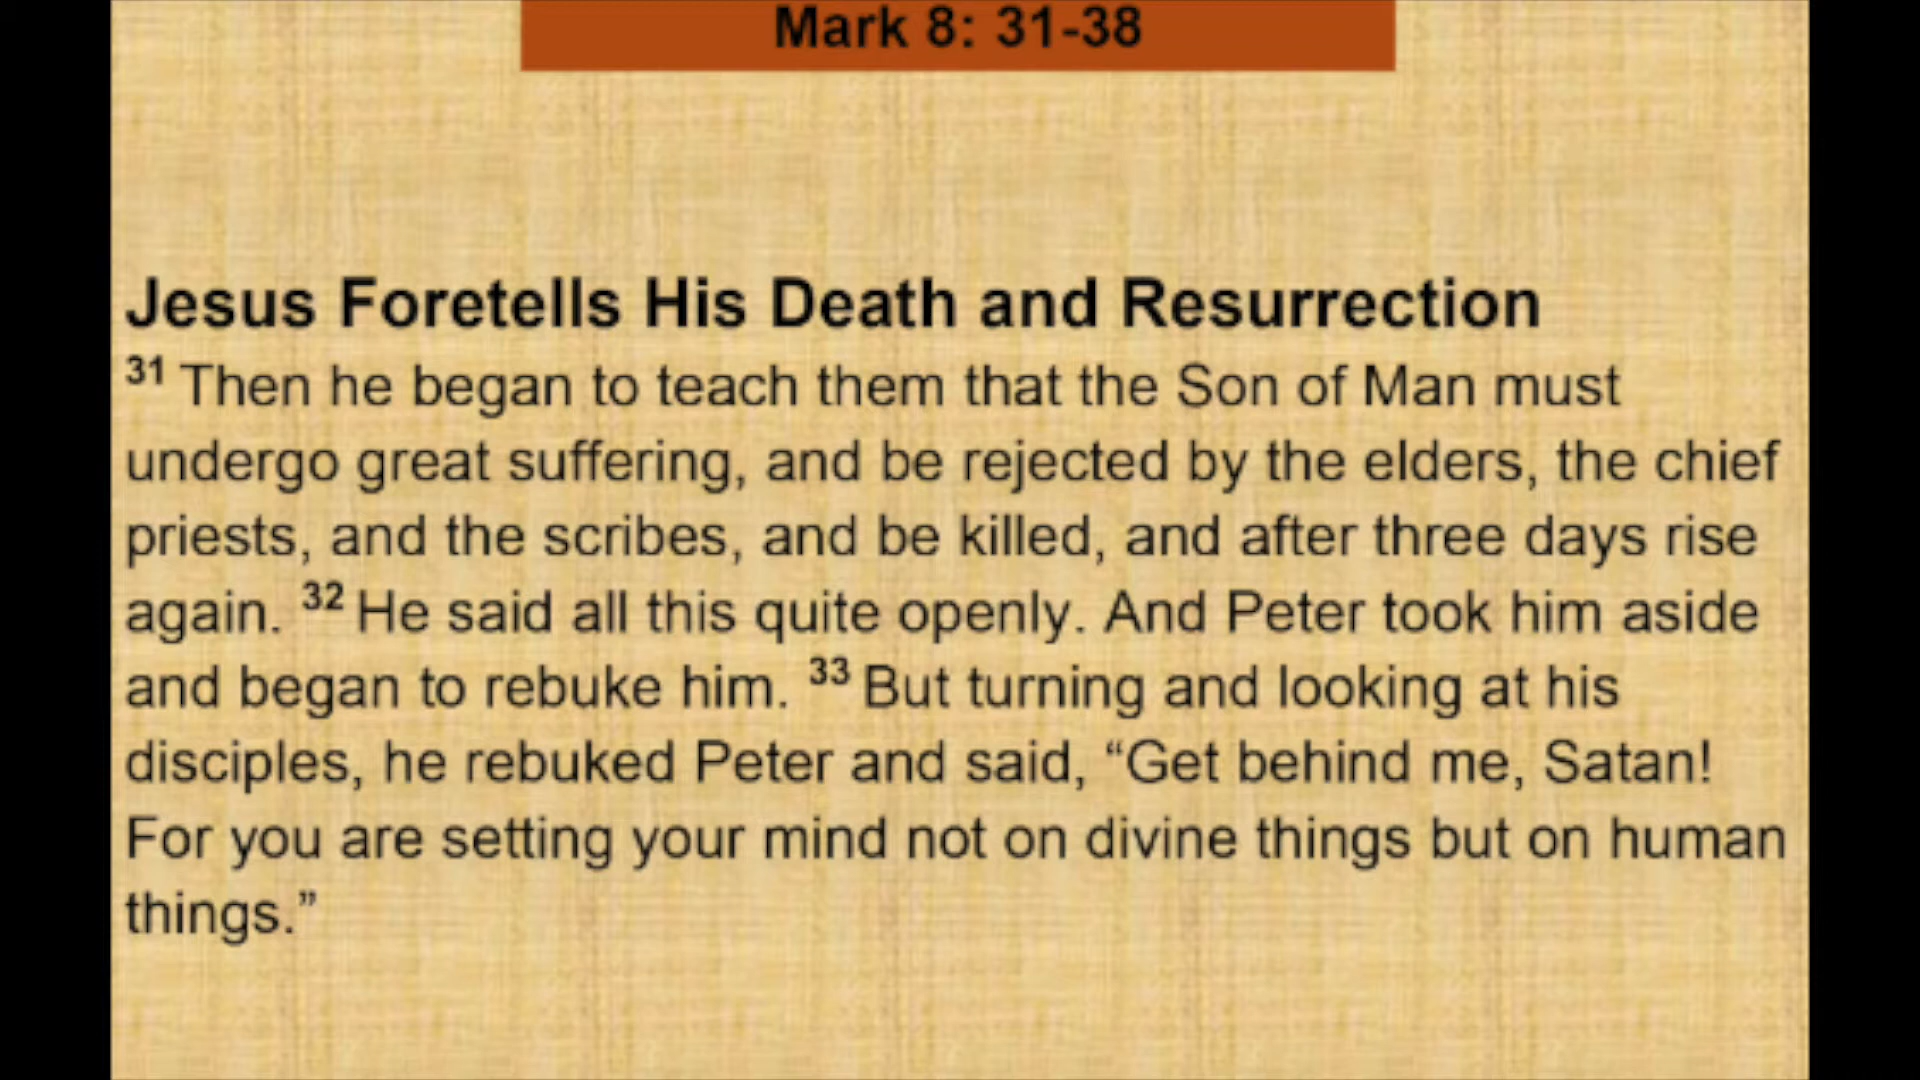 Mark 8: 31-38
Jesus Foretells His Death and Resurrection
31 Then he began to teach them that the Son of Man must
undergo great suffering, and be rejected by the elders, the chief
priests, and the scribes, and be killed, and after three days rise
again. 32 He said all this quite openly. And Peter took him aside
and began to rebuke him. 33 But turning and looking at his
disciples, he rebuked Peter and said, “Get behind me, Satan!
For you are setting your mind not on divine things but on human
things.”